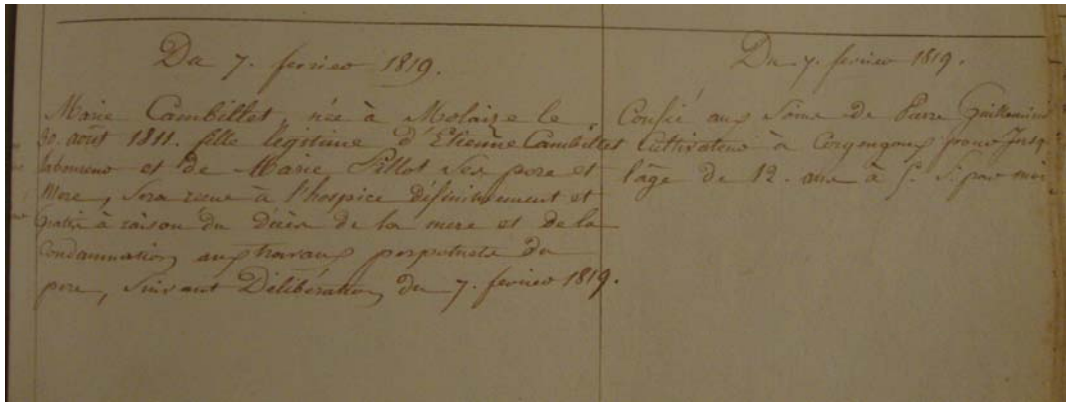 Du 7. fevrier 1819.
Marie Cambillet, née à Molaize le
30. août 1811. fille légitime d'Etienne Cambillet
laboureur et de Marie Pillot ses pere et
Mere, sera reçue à l'hospice définitivement et
gratis à raison du décès de la mere et de la
Condamnation aux travaux perpetuels du
pere, suivant Délibération du 7. fevrier 1819.
Du 7. fevrier 1819.
Confié aux soins de Pierre
Cultivateur à Corgengoux pour
l'âge de 12. ans à 5. f. par mois.